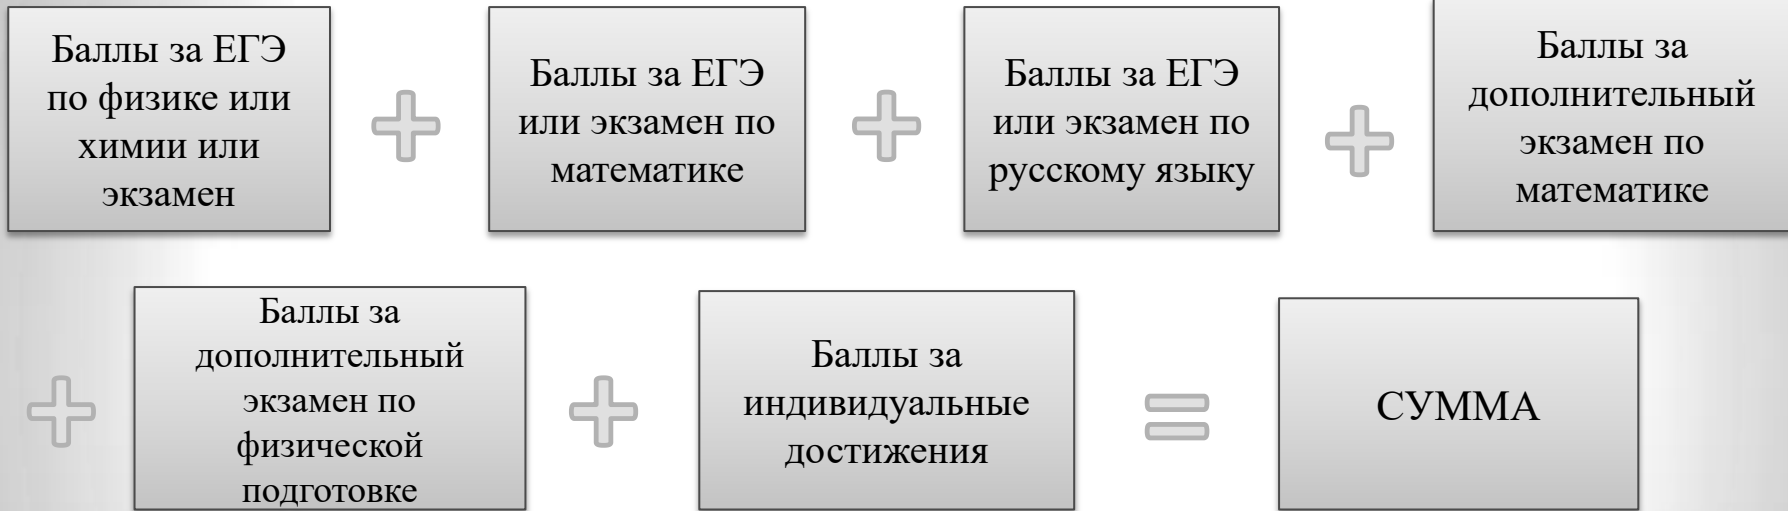 Баллы за ЕГЭ
по физике или
химии или
экзамен
Баллы за ЕГЭ
или экзамен по
математике
Баллы за ЕГЭ
или экзамен по
русскому языку
Баллы за
дополнительный
экзамен по
математике
Баллы за
дополнительный
экзамен по
физической
подготовке
Баллы за
индивидуальные
достижения
СУММА